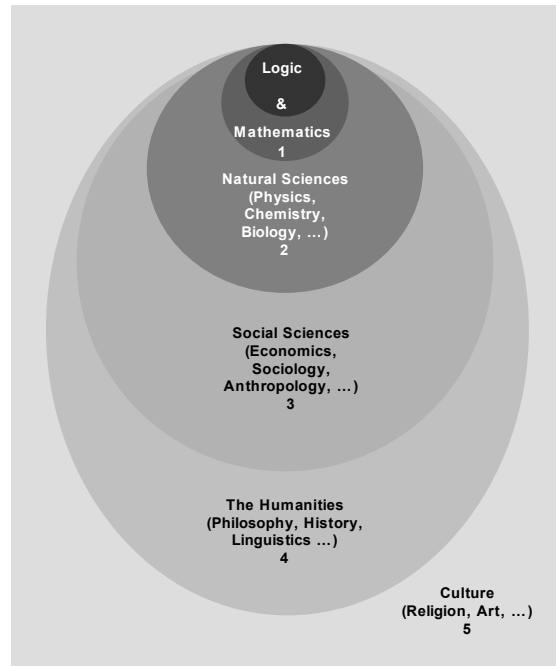 Logic
&
Mathematics
1
Natural Sciences
(Physics,
Chemistry,
Biology, …)
2
Social Sciences
(Economics,
Sociology,
Anthropology, …)
3
The Humanities
(Philosophy, History,
Linguistics …)
4
Culture
(Religion, Art, …)
5